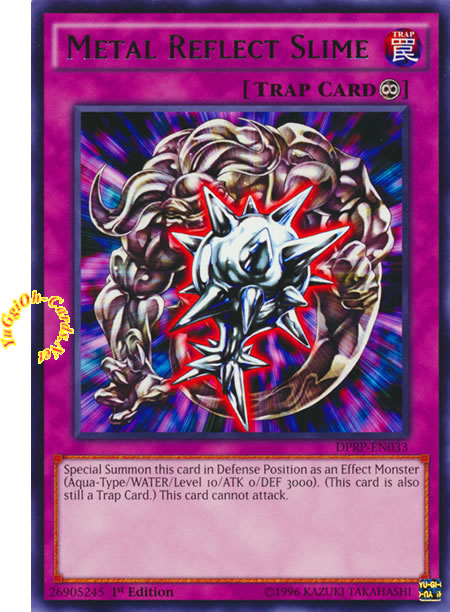 METAL REFLECT SLIME
TRAP
罠
[TRAP CARD ]
YuGiOh-Cards.Net
DPRP-EN033
Special Summon this card in Defense Position as an Effect Monster
(Aqua-Type/WATER/Level 10/ATK 0/DEF 3000). (This card is also
still a Trap Card.) This card cannot attack.
26905245 1st Edition ©1996 KAZUKI TAKAHASHI